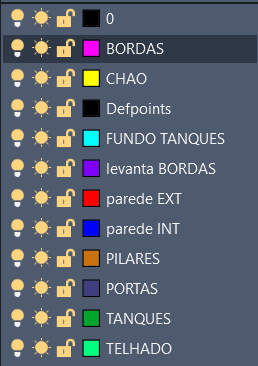 0
BORDAS
CHAO
Defpoints
FUNDO TANQUES
levanta BORDAS
parede EXT
parede INT
PILARES
PORTAS
TANQUES
TELHADO